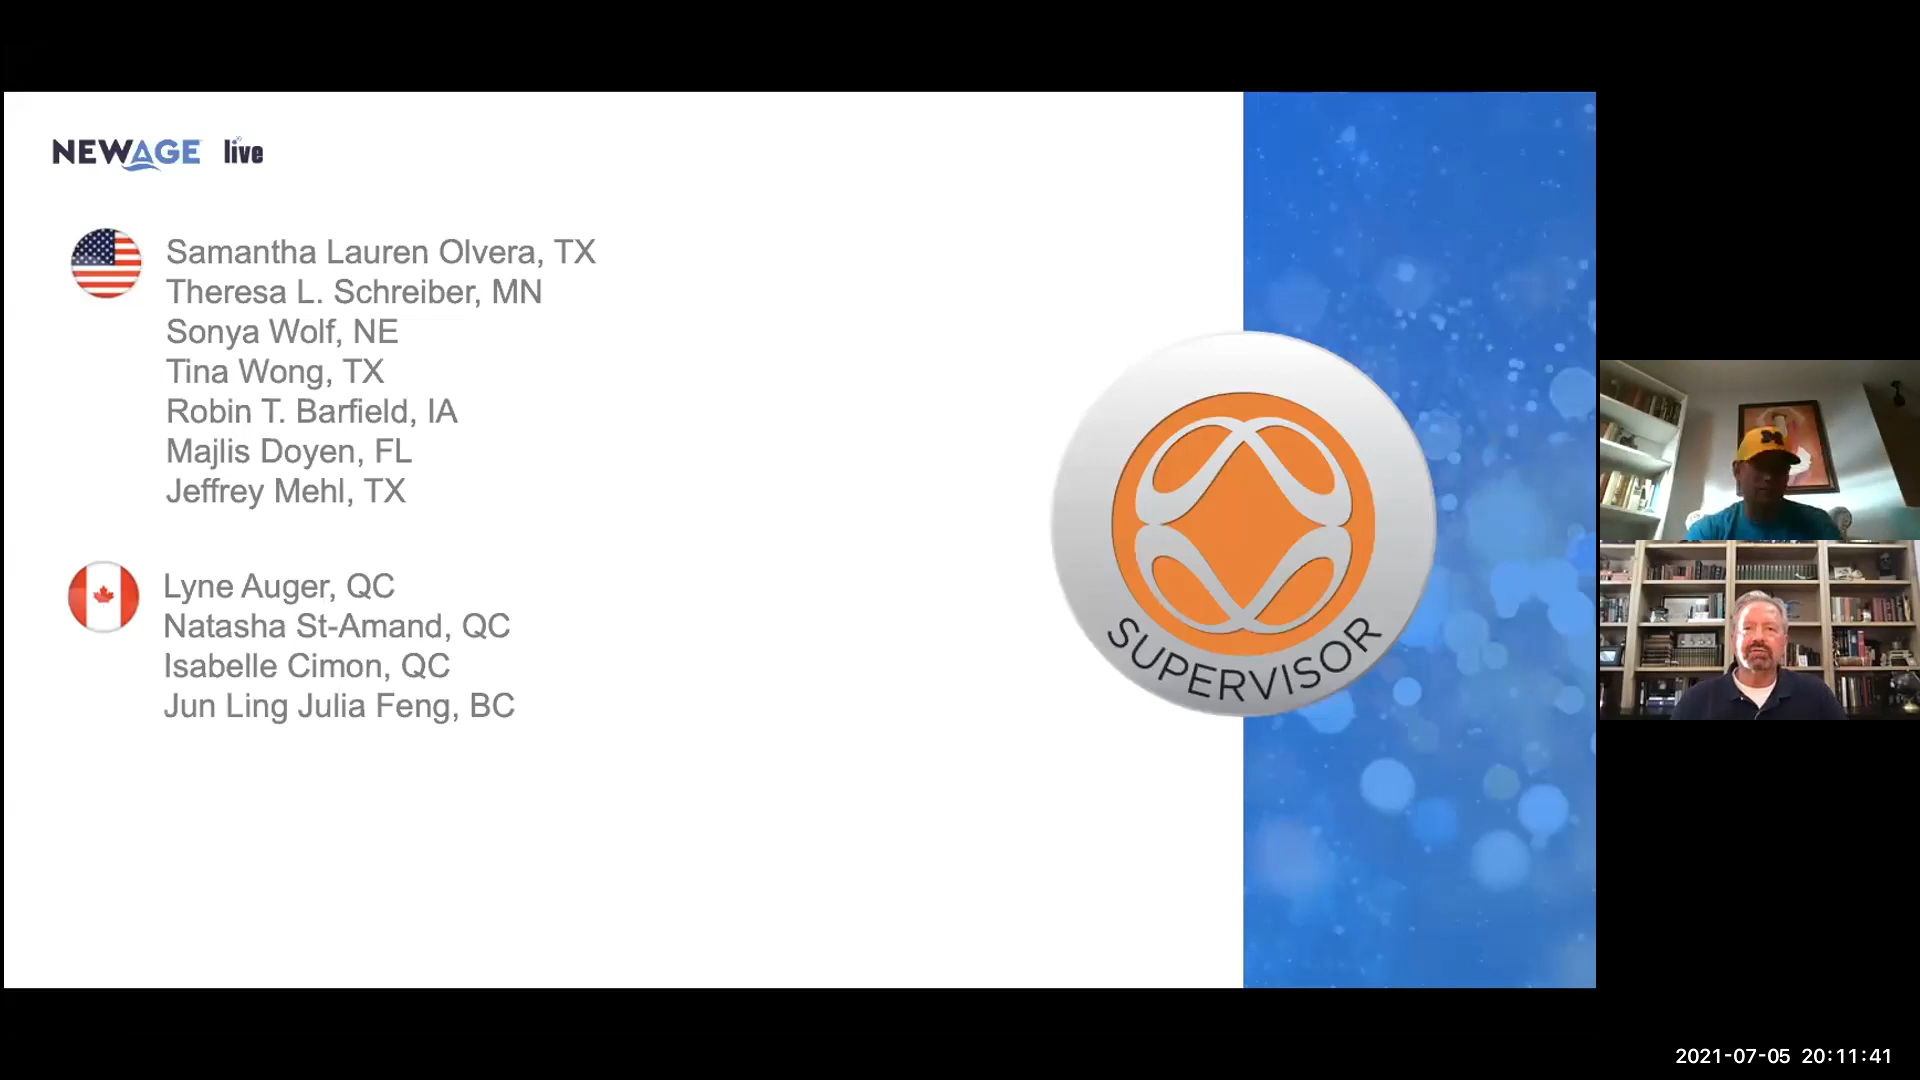 NEWAGE live
Samantha Lauren Olvera, TX
Theresa L. Schreiber, MN
Sonya Wolf, NE
Tina Wong, TX
Robin T. Barfield, IA
Majlis Doyen, FL
Jeffrey Mehl, TX
Lyne Auger, QC
Natasha St-Amand, QC
Isabelle Cimon, QC
Jun Ling Julia Feng, BC
SUPERVISOR
2021-07-05 20:11:41